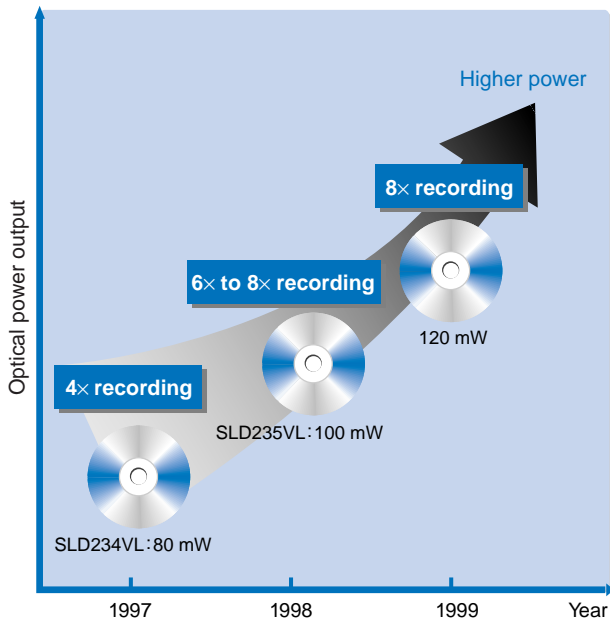 Higher power
8× recording
6× to 8× recording
120 mW
4× recording
SLD235VL:100 mW
SLD234VL:80 mW
Optical power output
1997 1998 1999 Year